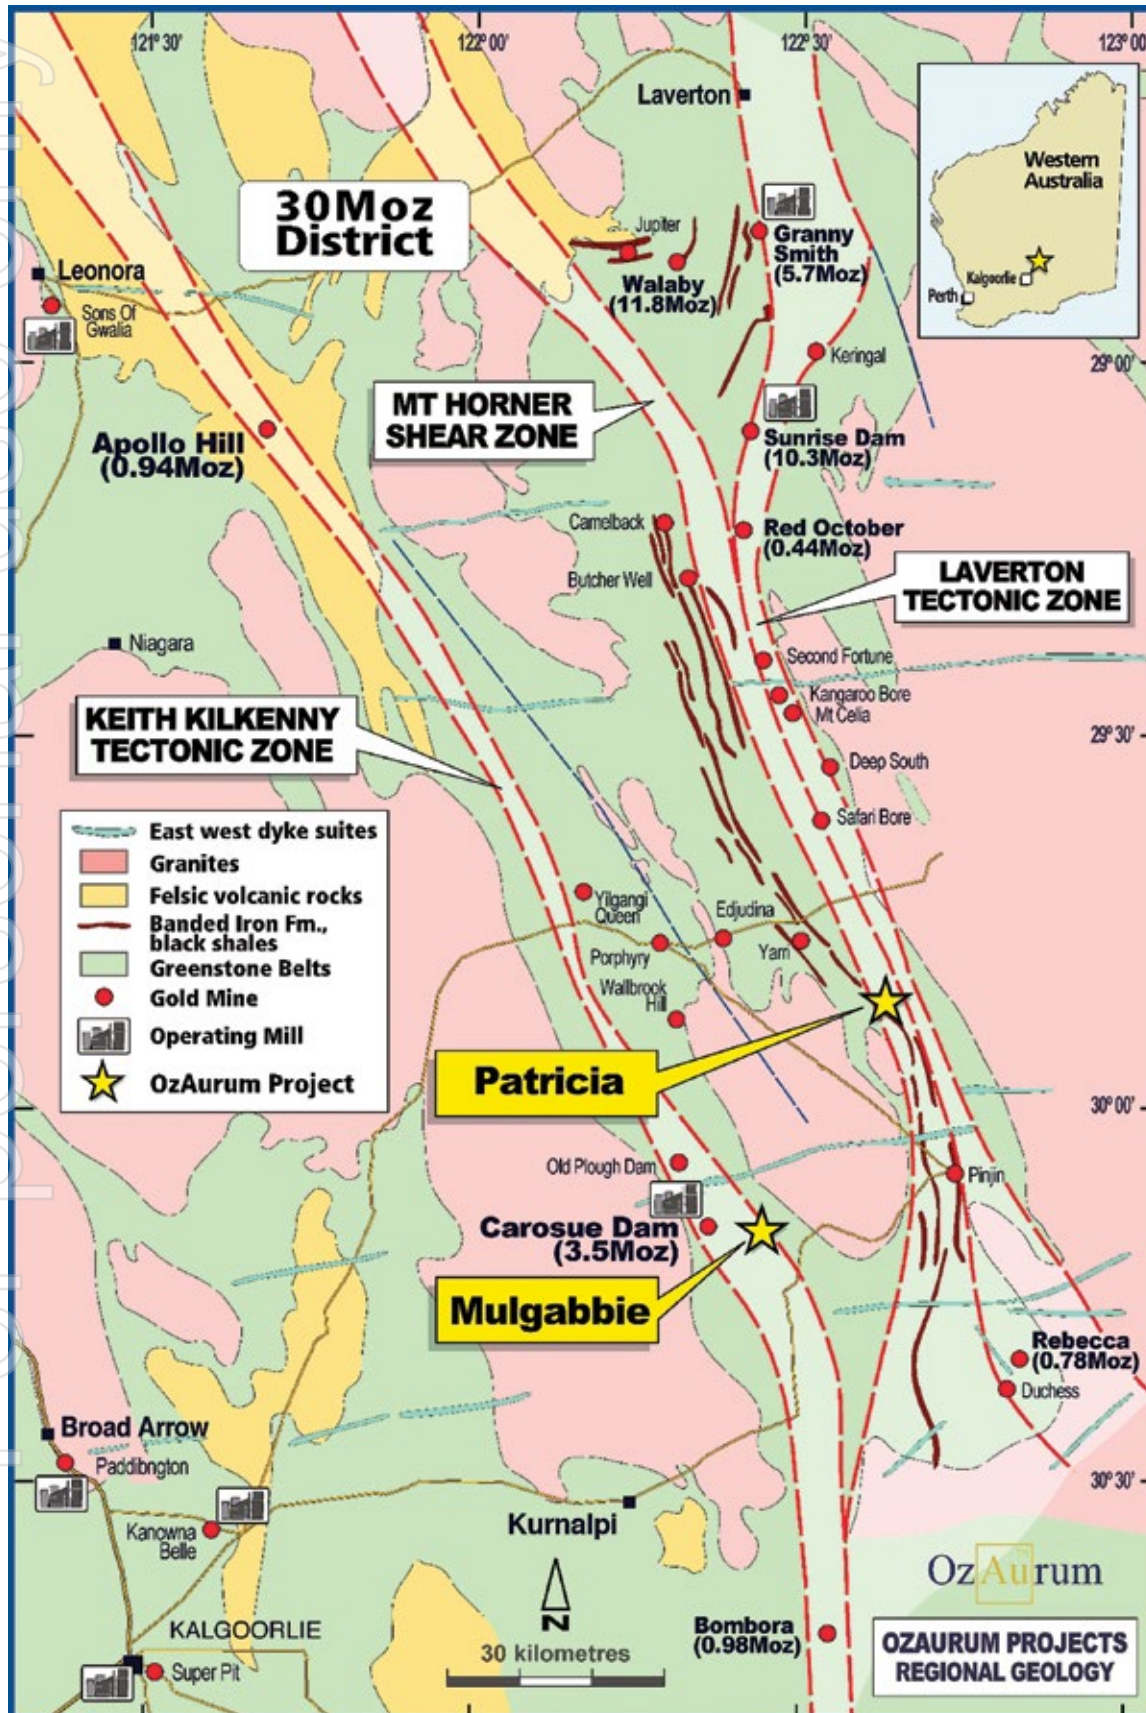 121° 30'
122° 00'
122° 30'
123° 00'
Laverton
Western
Australia
Kalgoorlie
Perth
30Moz
District
Jupiter
Granny
Smith
(5.7Moz)
Walaby
(11.8Moz)
Leonora
Sons Of
Gwalia
Keringal
29° 00'
MT HORNER
SHEAR ZONE
Apollo Hill
(0.94Moz)
Sunrise Dam
(10.3Moz)
Camelback
Red October
(0.44Moz)
Butcher Well
LAVERTON
TECTONIC ZONE
Niagara
Second Fortune
Kangaroo Bore
Mt Celia
KEITH KILKENNY
TECTONIC ZONE
29° 30'
Deep South
Safari Bore
East west dyke suites
Granites
Felsic volcanic rocks
Banded Iron Fm.,
black shales
Greenstone Belts
Gold Mine
Operating Mill
OzAurum Project
Yilgangi
Queen
Edjudina
Porphyry
Yarri
Wallbrook
Hill
Patricia
30° 00'
Old Plough Dam
Pinjin
Carosue Dam
(3.5Moz)
Mulgabbie
Rebecca
(0.78Moz)
Duchess
Broad Arrow
Paddibngton
30° 30'
Kanowna
Belle
Kurnalpi
OzAurum
N
KALGOORLIE
30 kilometres
Bombora
(0.98Moz)
Super Pit
OZAURUM PROJECTS
REGIONAL GEOLOGY